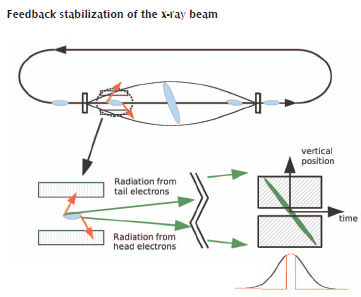 Feedback stabilization of the x-ray beam
vertical
position
Radiation from
tail electrons
time
Radiation from
head electrons